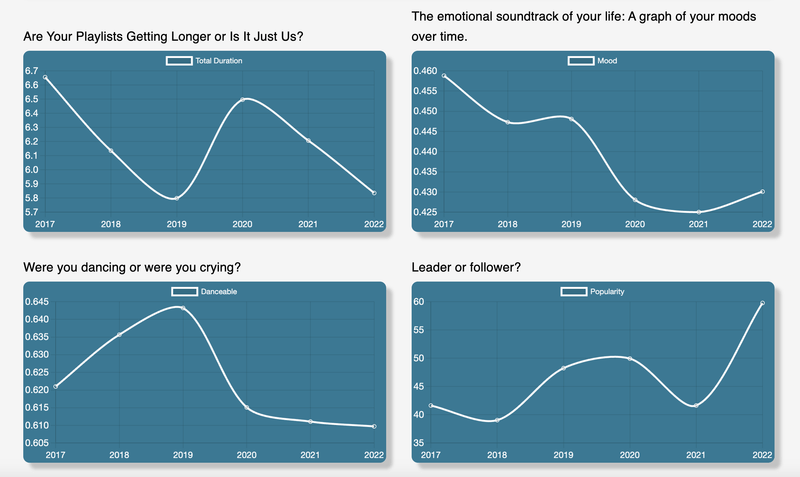 Are Your Playlists Getting Longer or Is It Just Us?
Total Duration
6.7
6.6
6.5
6.4
6.3
6.2
6.1
6.0
5.9
5.8
5.7
2017 2018 2019 2020 2021 2022
The emotional soundtrack of your life: A graph of your moods
over time.
Mood
0.460
0.455
0.450
0.445
0.440
0.435
0.430
0.425
2017 2018 2019 2020 2021 2022
Were you dancing or were you crying?
Danceable
0.645
0.640
0.635
0.630
0.625
0.620
0.615
0.610
0.605
2017 2018 2019 2020 2021 2022
Leader or follower?
Popularity
60
55
50
45
40
35
2017 2018 2019 2020 2021 2022